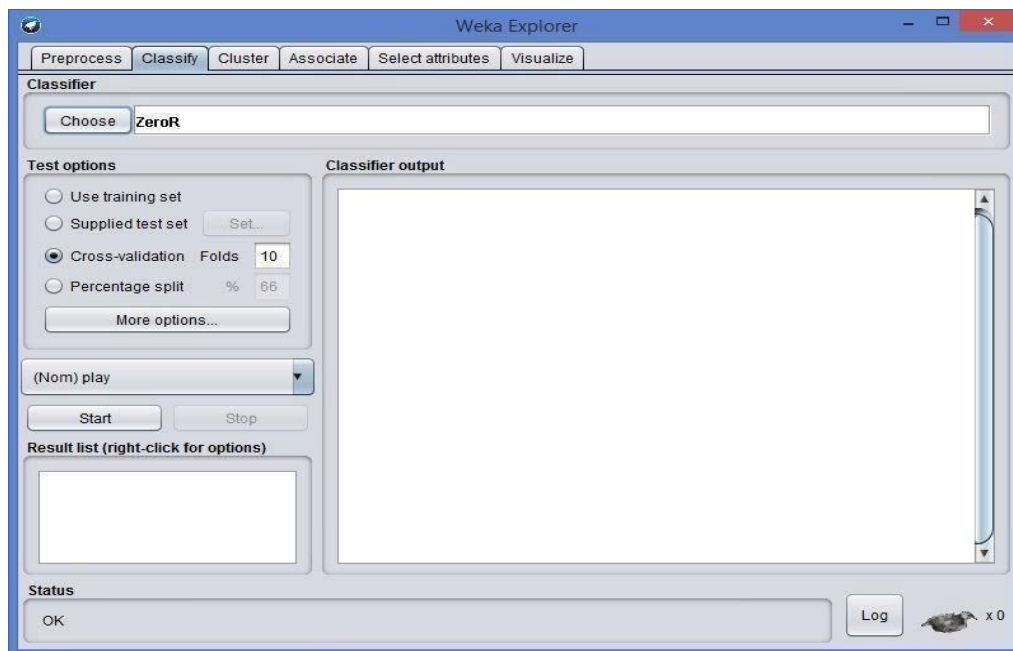 Weka Explorer
Preprocess Classify Cluster Associate Select attributes Visualize
Classifier
Choose ZeroR
Test options
Use training set
Supplied test set Set...
Cross-validation Folds 10
Percentage split % 66
More options...
(Nom) play
Start Stop
Result list (right-click for options)
Classifier output
Status
OK
Log
x 0